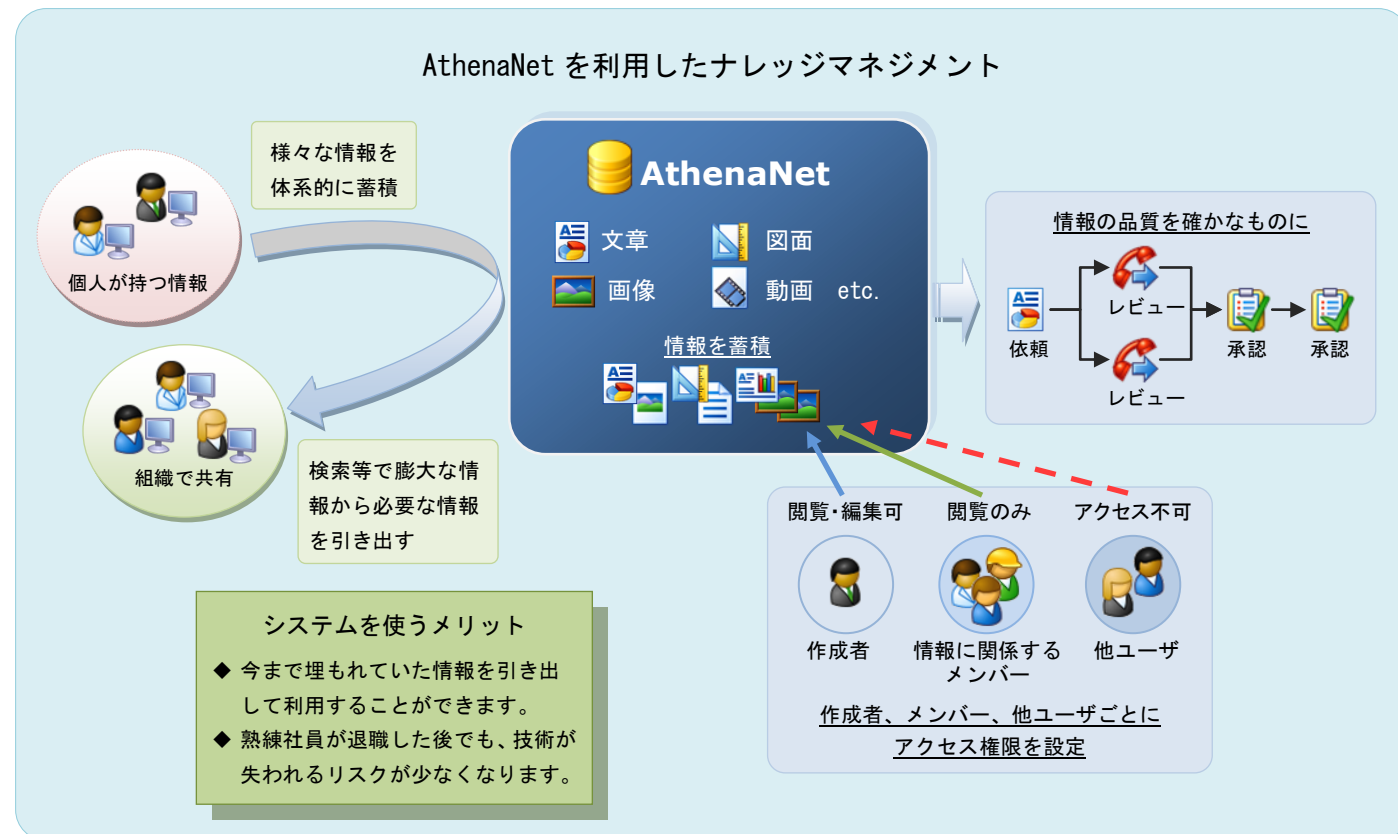 AthenaNet を利用したナレッジマネジメント
様々な情報を
体系的に蓄積
個人が持つ情報
組織で共有
検索等で膨大な情
報から必要な情報
を引き出す
AthenaNet
文章
図面
画像
動画 etc.
情報を蓄積
情報の品質を確かなものに
依頼
レビュー
レビュー
承認
承認
閲覧・編集可
閲覧のみ
アクセス不可
作成者
情報に関係する
メンバー
他ユーザ
作成者、メンバー、他ユーザごとに
アクセス権限を設定
システムを使うメリット
◆ 今まで埋もれていた情報を引き出
して利用することができます。
◆ 熟練社員が退職した後でも、技術が
失われるリスクが少なくなります。